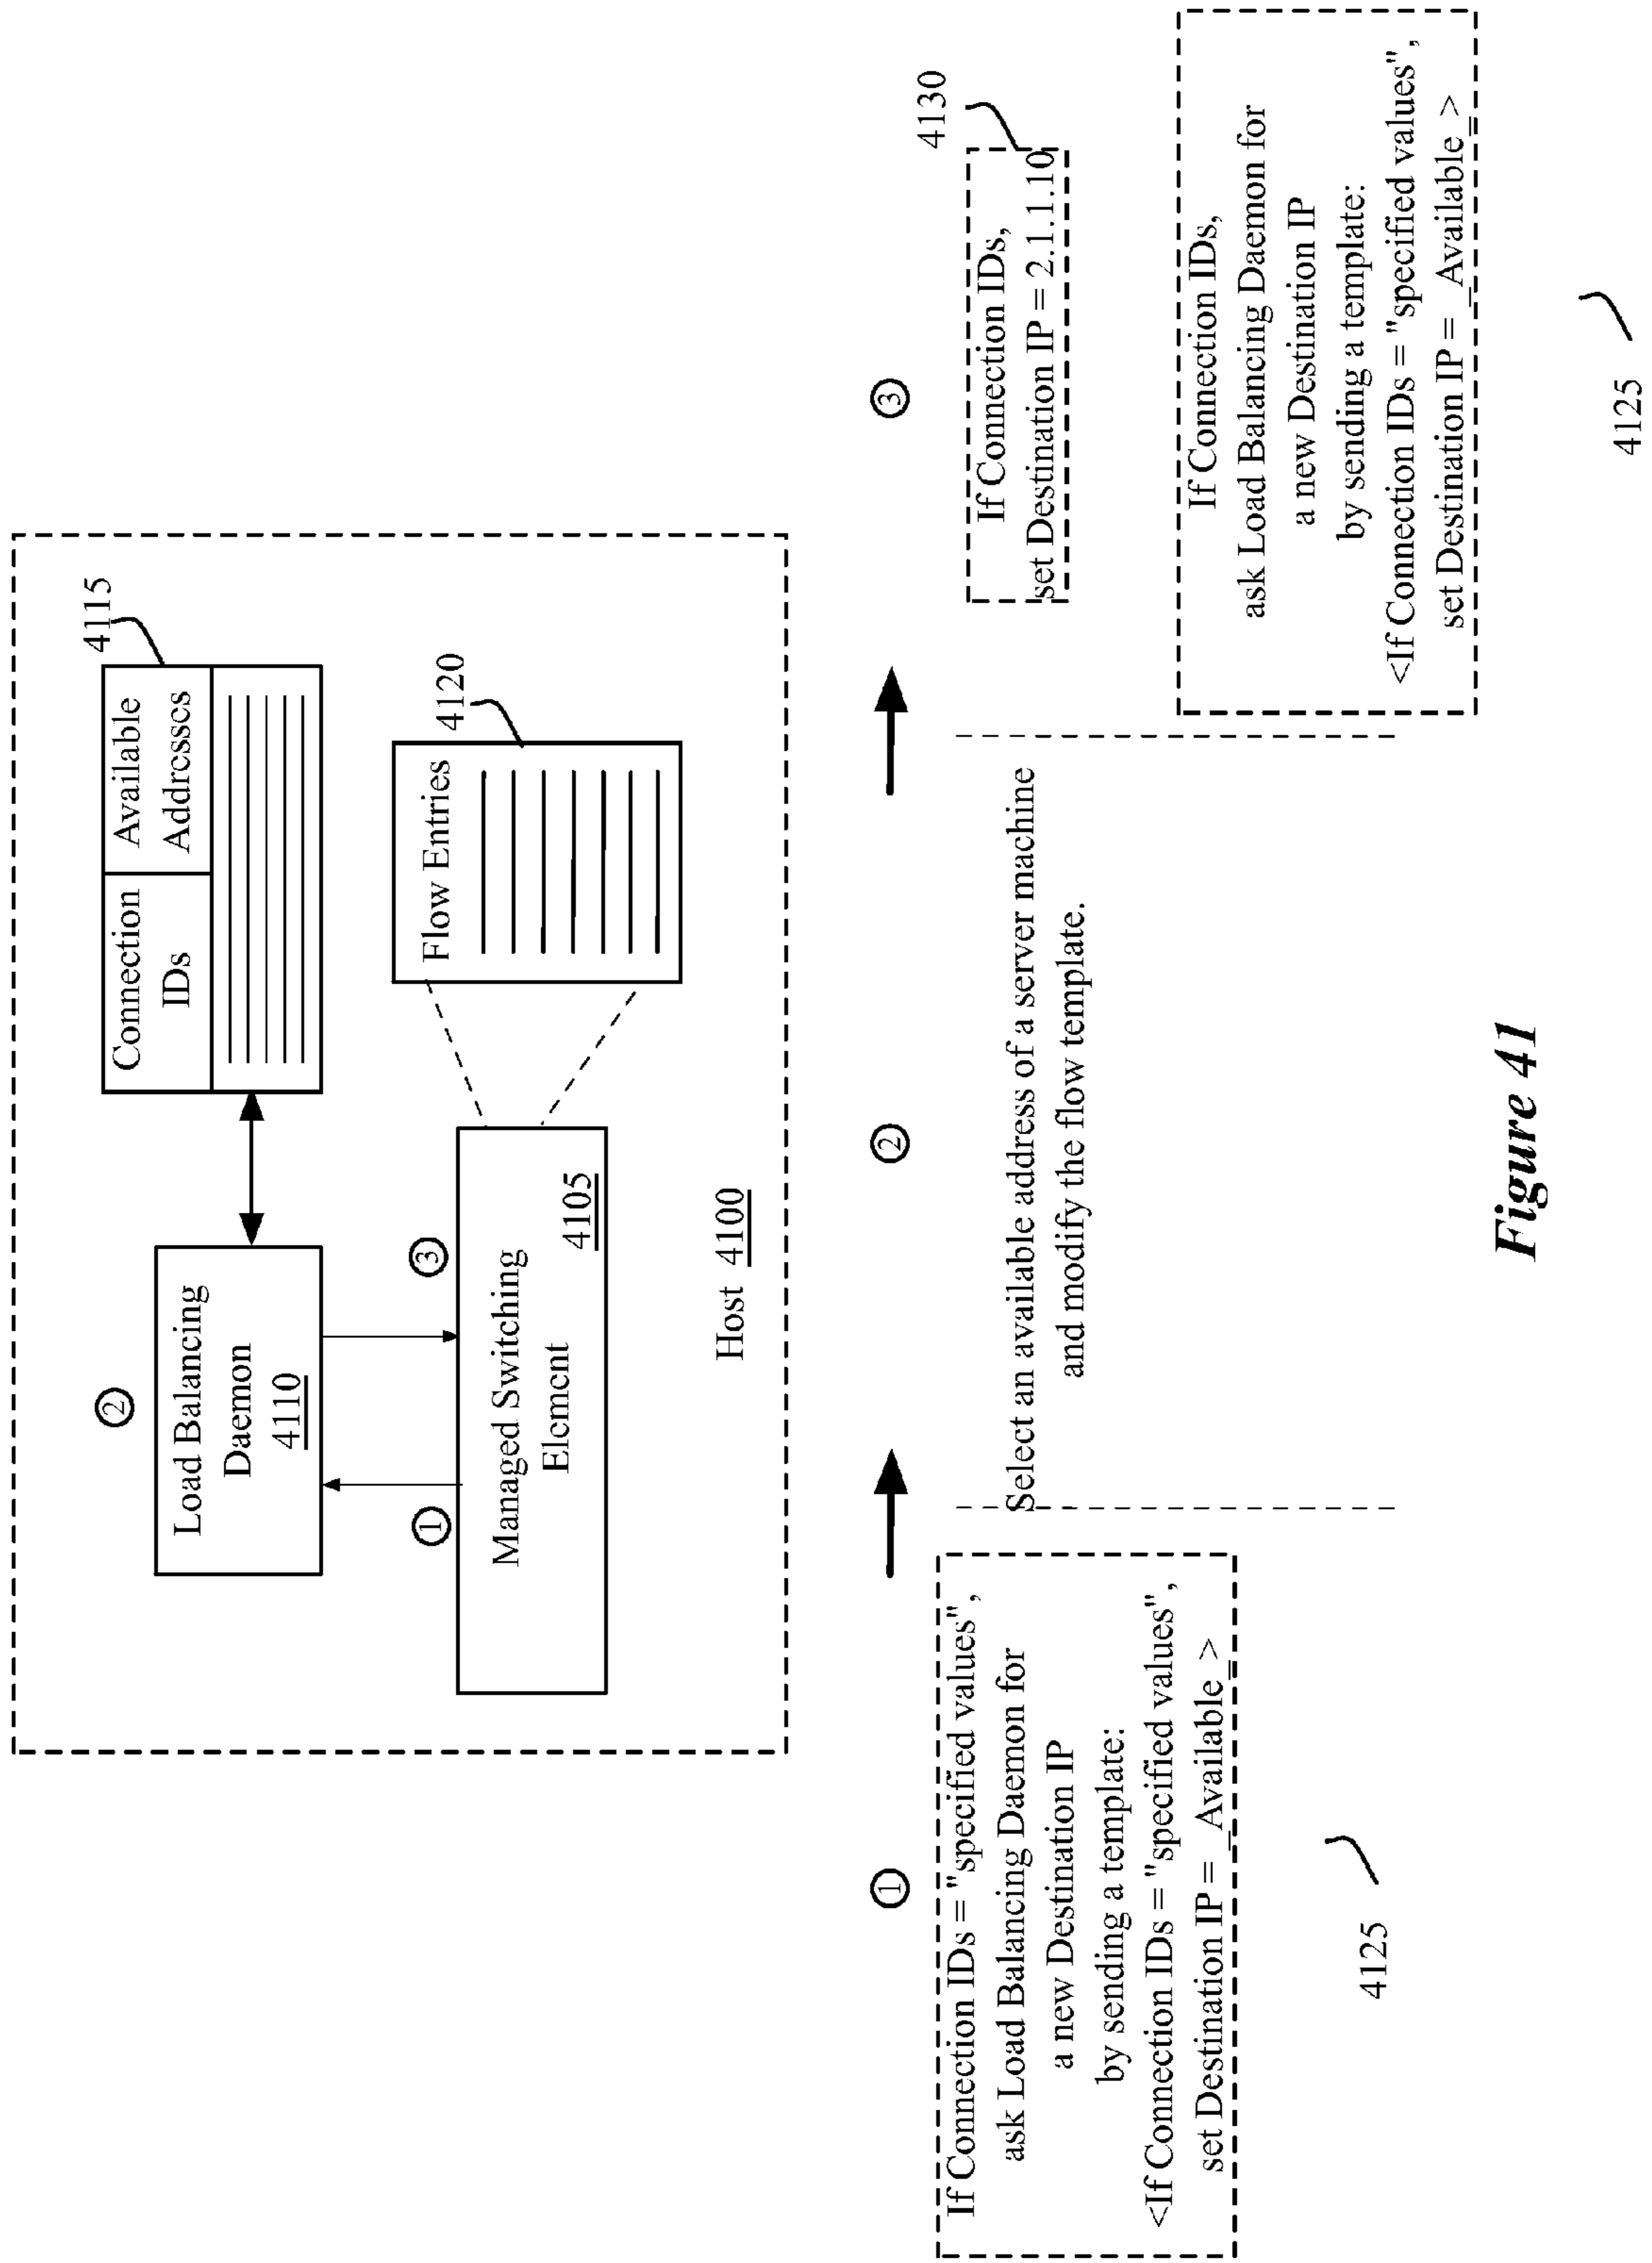 ②
Load Balancing
Daemon
4110
Connection
IDs
Available
Addresses
4115
①
③
Managed Switching
Element
4105
Flow Entries
4120
Host 4100
①
If Connection IDs = "specified values",
ask Load Balancing Daemon for
a new Destination IP
by sending a template:
<If Connection IDs = "specified values",
set Destination IP = _Available_>
4125
②
Select an available address of a server machine
and modify the flow template.
③
If Connection IDs,
set Destination IP = 2.1.1.10
4130
If Connection IDs,
ask Load Balancing Daemon for
a new Destination IP
by sending a template:
<If Connection IDs = "specified values",
set Destination IP = _Available_>
4125
Figure 41